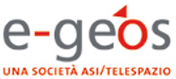 e-geos
UNA SOCIETÀ ASI/TELESPAZIO